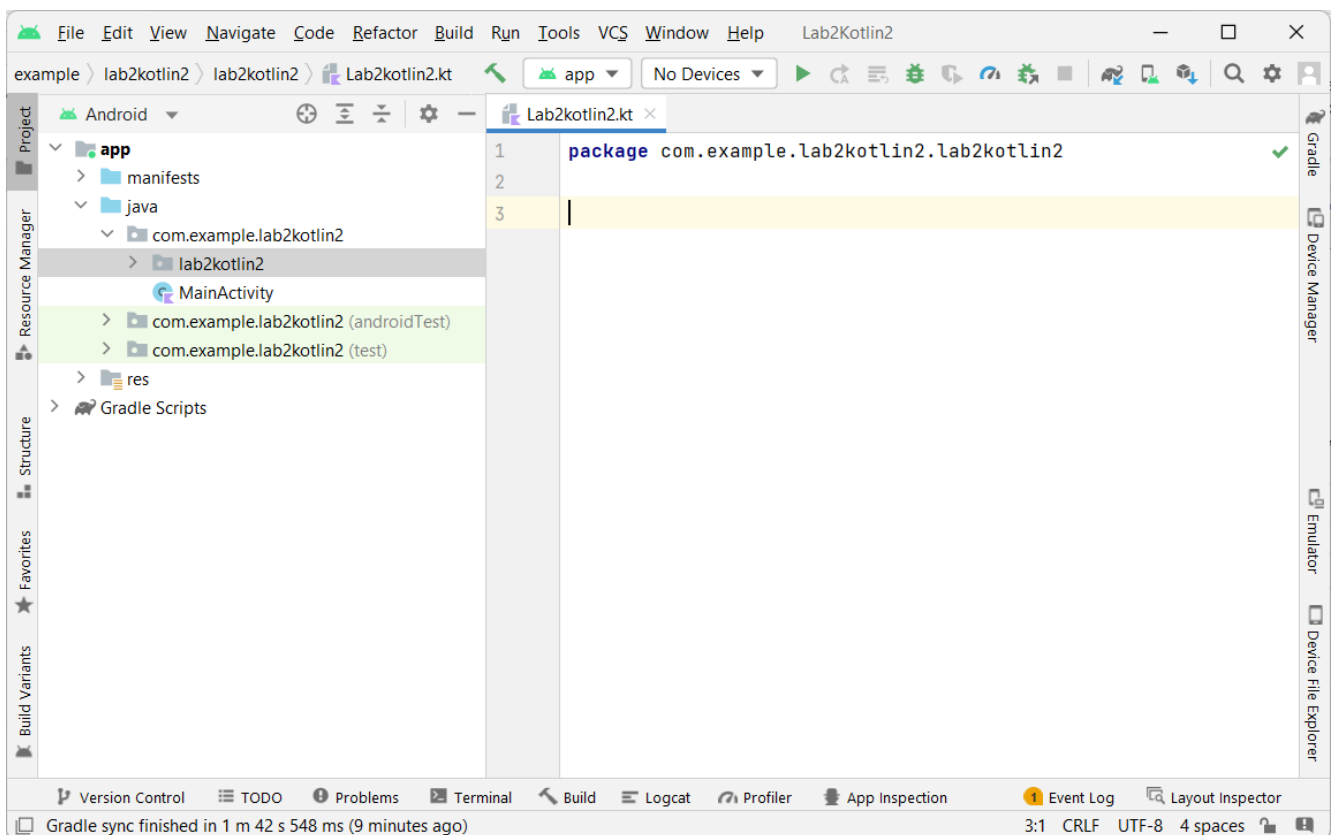 File Edit View Navigate Code Refactor Build Run Tools VCS Window Help Lab2Kotlin2
example lab2kotlin2 lab2kotlin2 Lab2kotlin2.kt app No Devices
Project
Resource Manager
Structure
Favorites
Build Variants
Android
app
manifests
java
com.example.lab2kotlin2
lab2kotlin2
MainActivity
com.example.lab2kotlin2 (androidTest)
com.example.lab2kotlin2 (test)
res
Gradle Scripts
Lab2kotlin2.kt
1 package com.example.lab2kotlin2.lab2kotlin2
2
3
Gradle
Device Manager
Emulator
Device File Explorer
Version Control TODO Problems Terminal Build Logcat Profiler App Inspection 1 Event Log Layout Inspector
Gradle sync finished in 1 m 42 s 548 ms (9 minutes ago) 3:1 CRLF UTF-8 4 spaces